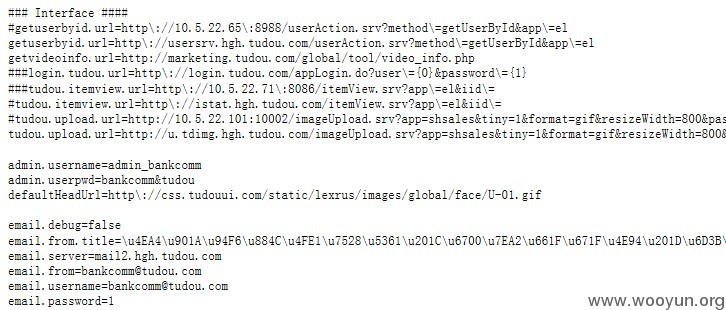 ### Interface ####
#getuserbyid.url=http\://10.5.22.65\:8988/userAction.srv?method\=getUserById&app\=el
getuserbyid.url=http\://usersrv.hgh.tudou.com/userAction.srv?method\=getUserById&app\=el
getvideoinfo.url=http://marketing.tudou.com/global/tool/video_info.php
###login.tudou.url=http\://login.tudou.com/appLogin.do?user\={0}&password\={1}
###tudou.itemview.url=http\://10.5.22.71\:8086/itemView.srv?app\=el&iid\=
#tudou.itemview.url=http\://istat.hgh.tudou.com/itemView.srv?app\=el&iid\=
#tudou.upload.url=http://10.5.22.101:10002/imageUpload.srv?app=shsales&tiny=1&format=gif&resizeWidth=800&pas
tudou.upload.url=http://u.tdimg.hgh.tudou.com/imageUpload.srv?app=shsales&tiny=1&format=gif&resizeWidth=800&
admin.username=admin_bankcomm
admin.userpwd=bankcomm&tudou
defaultHeadUrl=http\://css.tudouui.com/static/lexrus/images/global/face/U-01.gif
email.debug=false
email.from.title=\u4EA4\u901A\u94F6\u884C\u4FE1\u7528\u5361\u201C\u6700\u7EA2\u661F\u671F\u4E94\u201D\u6D3B\
email.server=mail2.hgh.tudou.com
email.from=bankcomm@tudou.com
email.username=bankcomm@tudou.com
email.password=1
www.wooyun.org